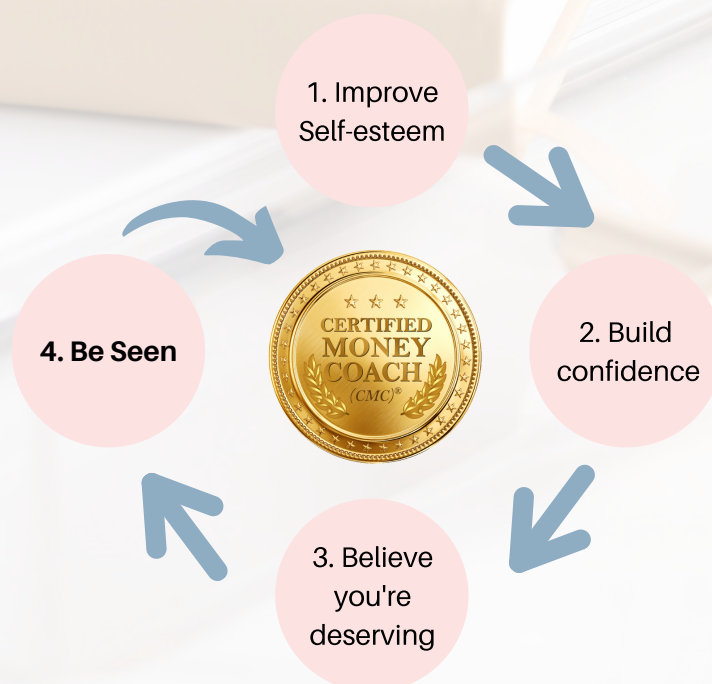 1. Improve
Self-esteem
2. Build
confidence
3. Believe
you're
deserving
4. Be Seen
CERTIFIED
MONEY
COACH
(CMC)®